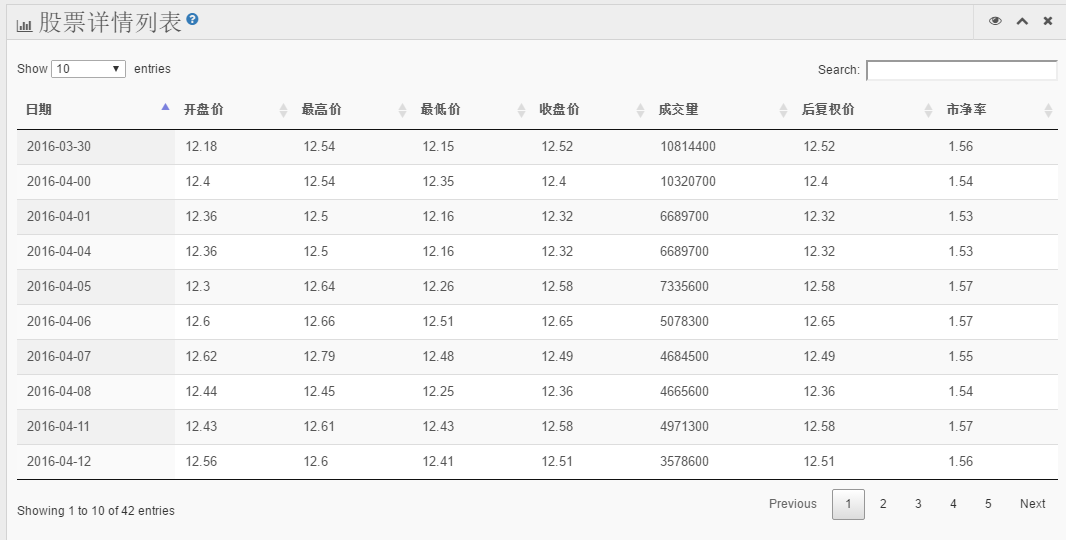 股票详情列表
Show 10 entries Search:
日期 开盘价 最高价 最低价 收盘价 成交量 后复权价 市净率
2016-03-30 12.18 12.54 12.15 12.52 10814400 12.52 1.56
2016-04-00 12.4 12.54 12.35 12.4 10320700 12.4 1.54
2016-04-01 12.36 12.5 12.16 12.32 6689700 12.32 1.53
2016-04-04 12.36 12.5 12.16 12.32 6689700 12.32 1.53
2016-04-05 12.3 12.64 12.26 12.58 7335600 12.58 1.57
2016-04-06 12.6 12.66 12.51 12.65 5078300 12.65 1.57
2016-04-07 12.62 12.79 12.48 12.49 4684500 12.49 1.55
2016-04-08 12.44 12.45 12.25 12.36 4665600 12.36 1.54
2016-04-11 12.43 12.61 12.43 12.58 4971300 12.58 1.57
2016-04-12 12.56 12.6 12.41 12.51 3578600 12.51 1.56
Showing 1 to 10 of 42 entries Previous 1 2 3 4 5 Next